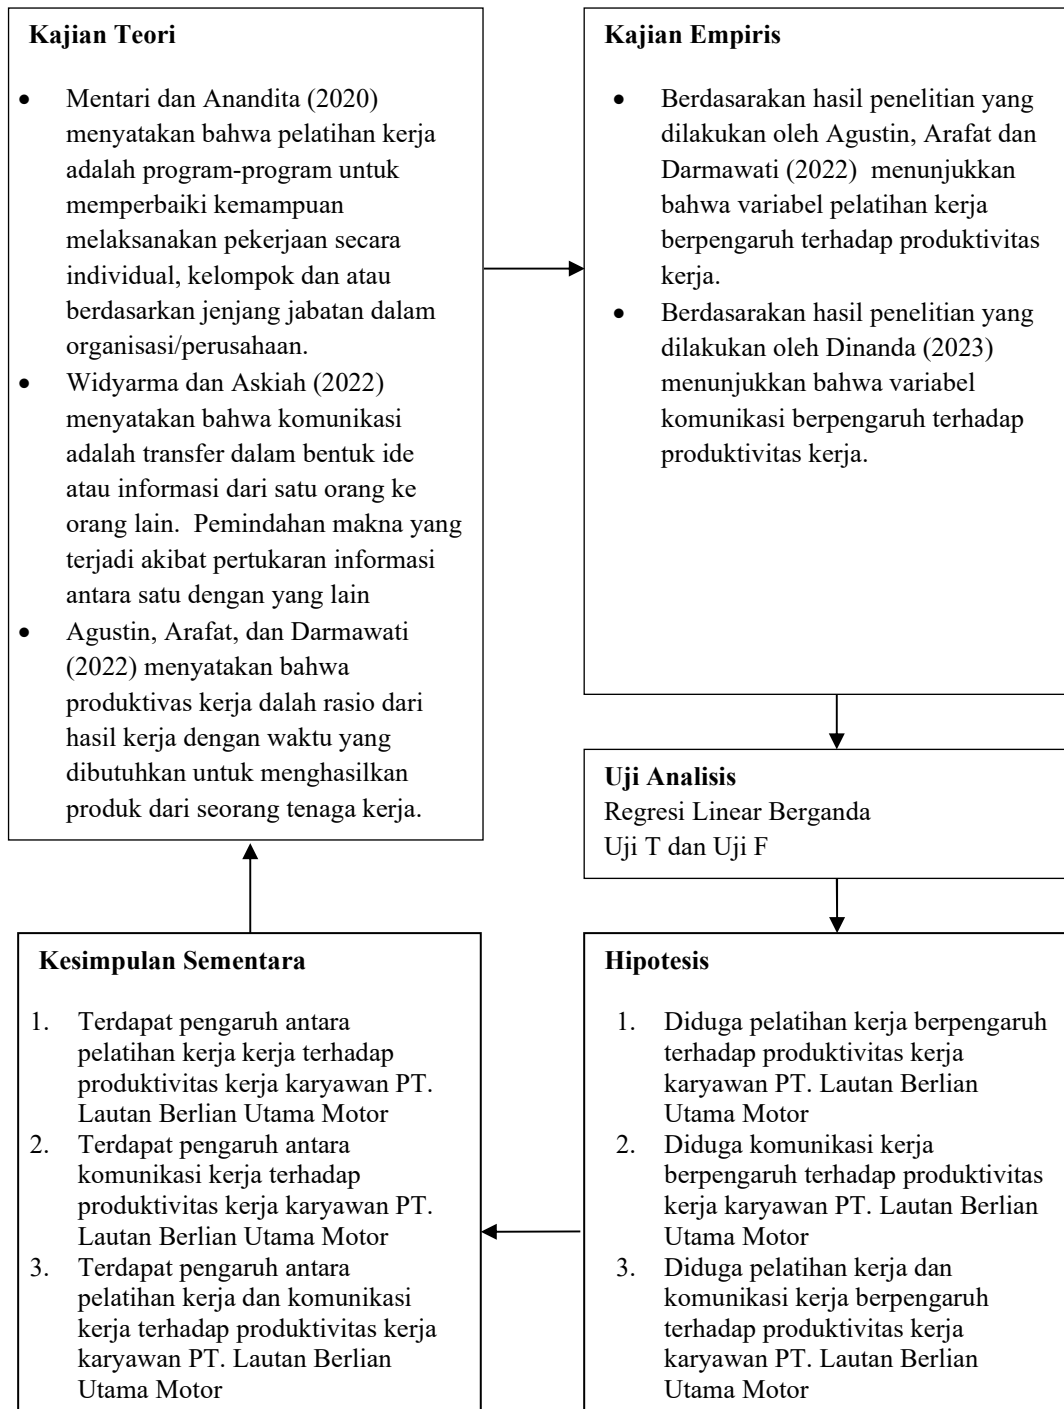 Kajian Teori
• Mentari dan Anandita (2020)
menyatakan bahwa pelatihan kerja
adalah program-program untuk
memperbaiki kemampuan
melaksanakan pekerjaan secara
individual, kelompok dan atau
berdasarkan jenjang jabatan dalam
organisasi/perusahaan.
• Widyarma dan Askiah (2022)
menyatakan bahwa komunikasi
adalah transfer dalam bentuk ide
atau informasi dari satu orang ke
orang lain.  Pemindahan makna yang
terjadi akibat pertukaran informasi
antara satu dengan yang lain
• Agustin, Arafat, dan Darmawati
(2022) menyatakan bahwa
produktivas kerja dalah rasio dari
hasil kerja dengan waktu yang
dibutuhkan untuk menghasilkan
produk dari seorang tenaga kerja.
Kajian Empiris
• Berdasarakan hasil penelitian yang
dilakukan oleh Agustin, Arafat dan
Darmawati (2022)  menunjukkan
bahwa variabel pelatihan kerja
berpengaruh terhadap produktivitas
kerja.
• Berdasarakan hasil penelitian yang
dilakukan oleh Dinanda (2023)
menunjukkan bahwa variabel
komunikasi berpengaruh terhadap
produktivitas kerja.
Uji Analisis
Regresi Linear Berganda
Uji T dan Uji F
Hipotesis
1. Diduga pelatihan kerja berpengaruh
terhadap produktivitas kerja
karyawan PT. Lautan Berlian
Utama Motor
2. Diduga komunikasi kerja
berpengaruh terhadap produktivitas
kerja karyawan PT. Lautan Berlian
Utama Motor
3. Diduga pelatihan kerja dan
komunikasi kerja berpengaruh
terhadap produktivitas kerja
karyawan PT. Lautan Berlian
Utama Motor
Kesimpulan Sementara
1. Terdapat pengaruh antara
pelatihan kerja kerja terhadap
produktivitas kerja karyawan PT.
Lautan Berlian Utama Motor
2. Terdapat pengaruh antara
komunikasi kerja terhadap
produktivitas kerja karyawan PT.
Lautan Berlian Utama Motor
3. Terdapat pengaruh antara
pelatihan kerja dan komunikasi
kerja terhadap produktivitas kerja
karyawan PT. Lautan Berlian
Utama Motor